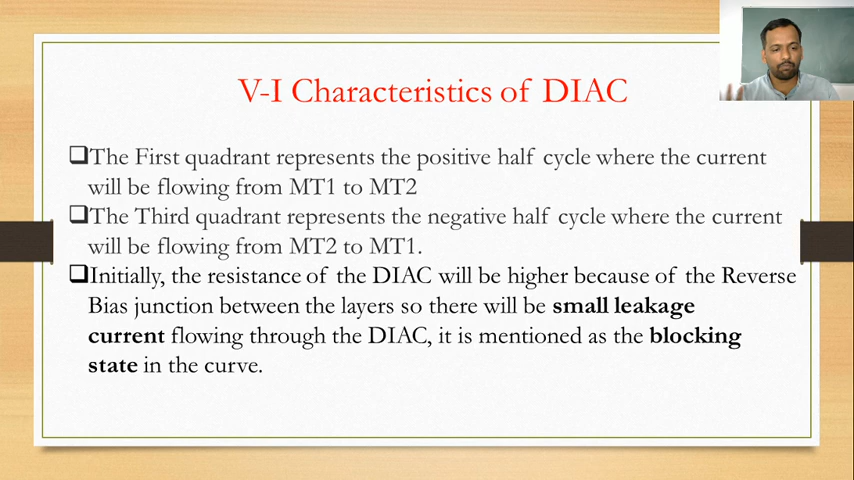 V-I Characteristics of DIAC
❑The First quadrant represents the positive half cycle where the current
will be flowing from MT1 to MT2
❑The Third quadrant represents the negative half cycle where the current
will be flowing from MT2 to MT1.
❑Initially, the resistance of the DIAC will be higher because of the Reverse
Bias junction between the layers so there will be small leakage
current flowing through the DIAC, it is mentioned as the blocking
state in the curve.